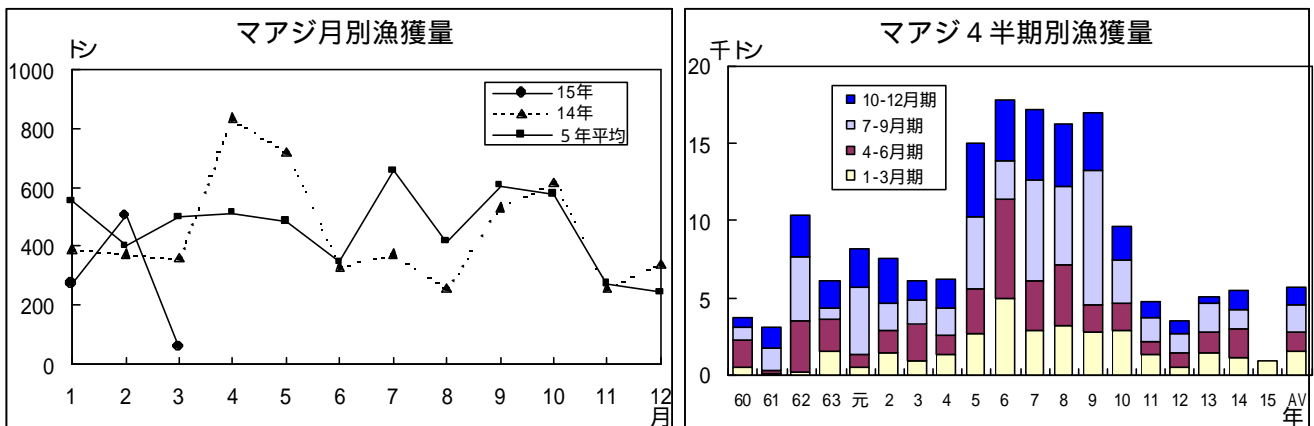 マアジ月別漁獲量
トン
1000
800
600
400
200
0
15年
14年
5年平均
1 2 3 4 5 6 7 8 9 10 11 12
月
マアジ4半期別漁獲量
千トン
20
15
10
5
0
10-12月期
7-9月期
4-6月期
1-3月期
60 61 62 63 元 2 3 4 5 6 7 8 9 10 11 12 13 14 15 AV
年